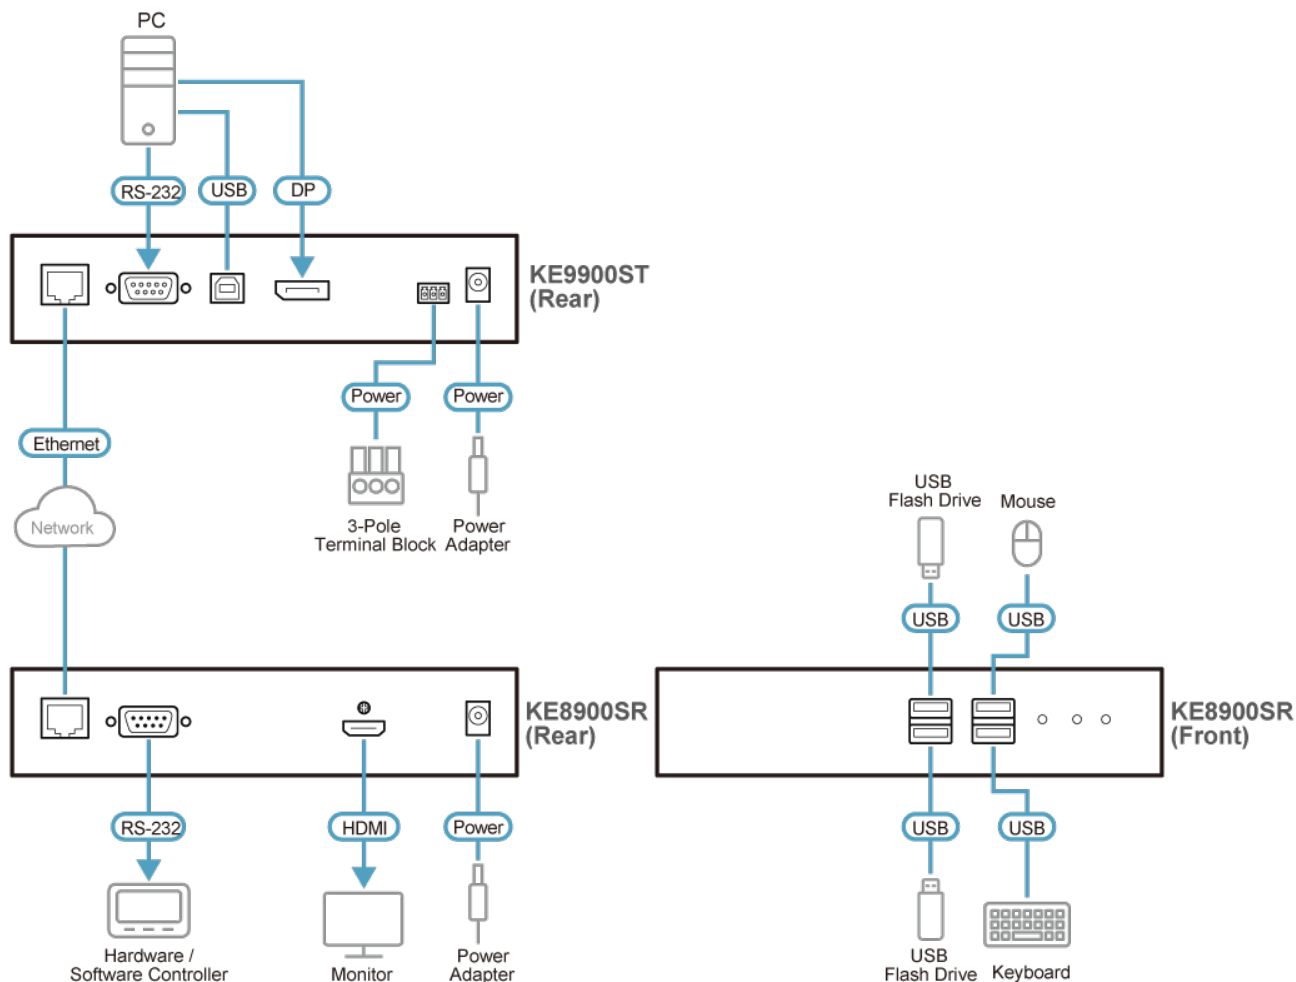 PC
RS-232
USB
DP
KE9900ST
(Rear)
Power
Power
Ethernet
Network
3-Pole
Terminal Block
Power
Adapter
USB
Flash Drive
Mouse
USB
USB
KE8900SR
(Rear)
KE8900SR
(Front)
RS-232
HDMI
Power
USB
USB
Hardware /
Software Controller
Monitor
Power
Adapter
USB
Flash Drive
Keyboard